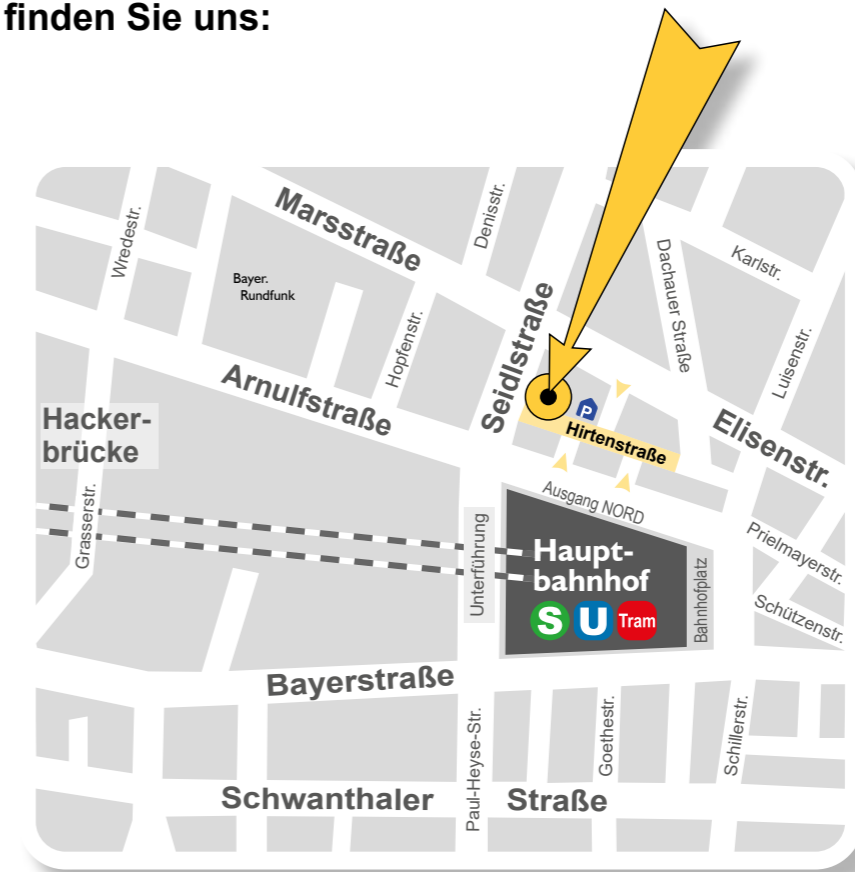 finden Sie uns:
Marsstraße
Denisstr.
Wredestr.
Karlstr.
Dachauer Straße
Bayer.
Rundfunk
Hopfenstr.
Seidlstraße
Luisenstr.
Arnulfstraße
P
Hacker-
brücke
Hirtenstraße
Elisenstr.
Grasserstr.
Ausgang NORD
Unterführung
Haupt-
bahnhof
S U Tram
Bahnhofplatz
Prielmayerstr.
Schützenstr.
Bayerstraße
Paul-Heyse-Str.
Goethestr.
Schillerstr.
Schwanthaler Straße